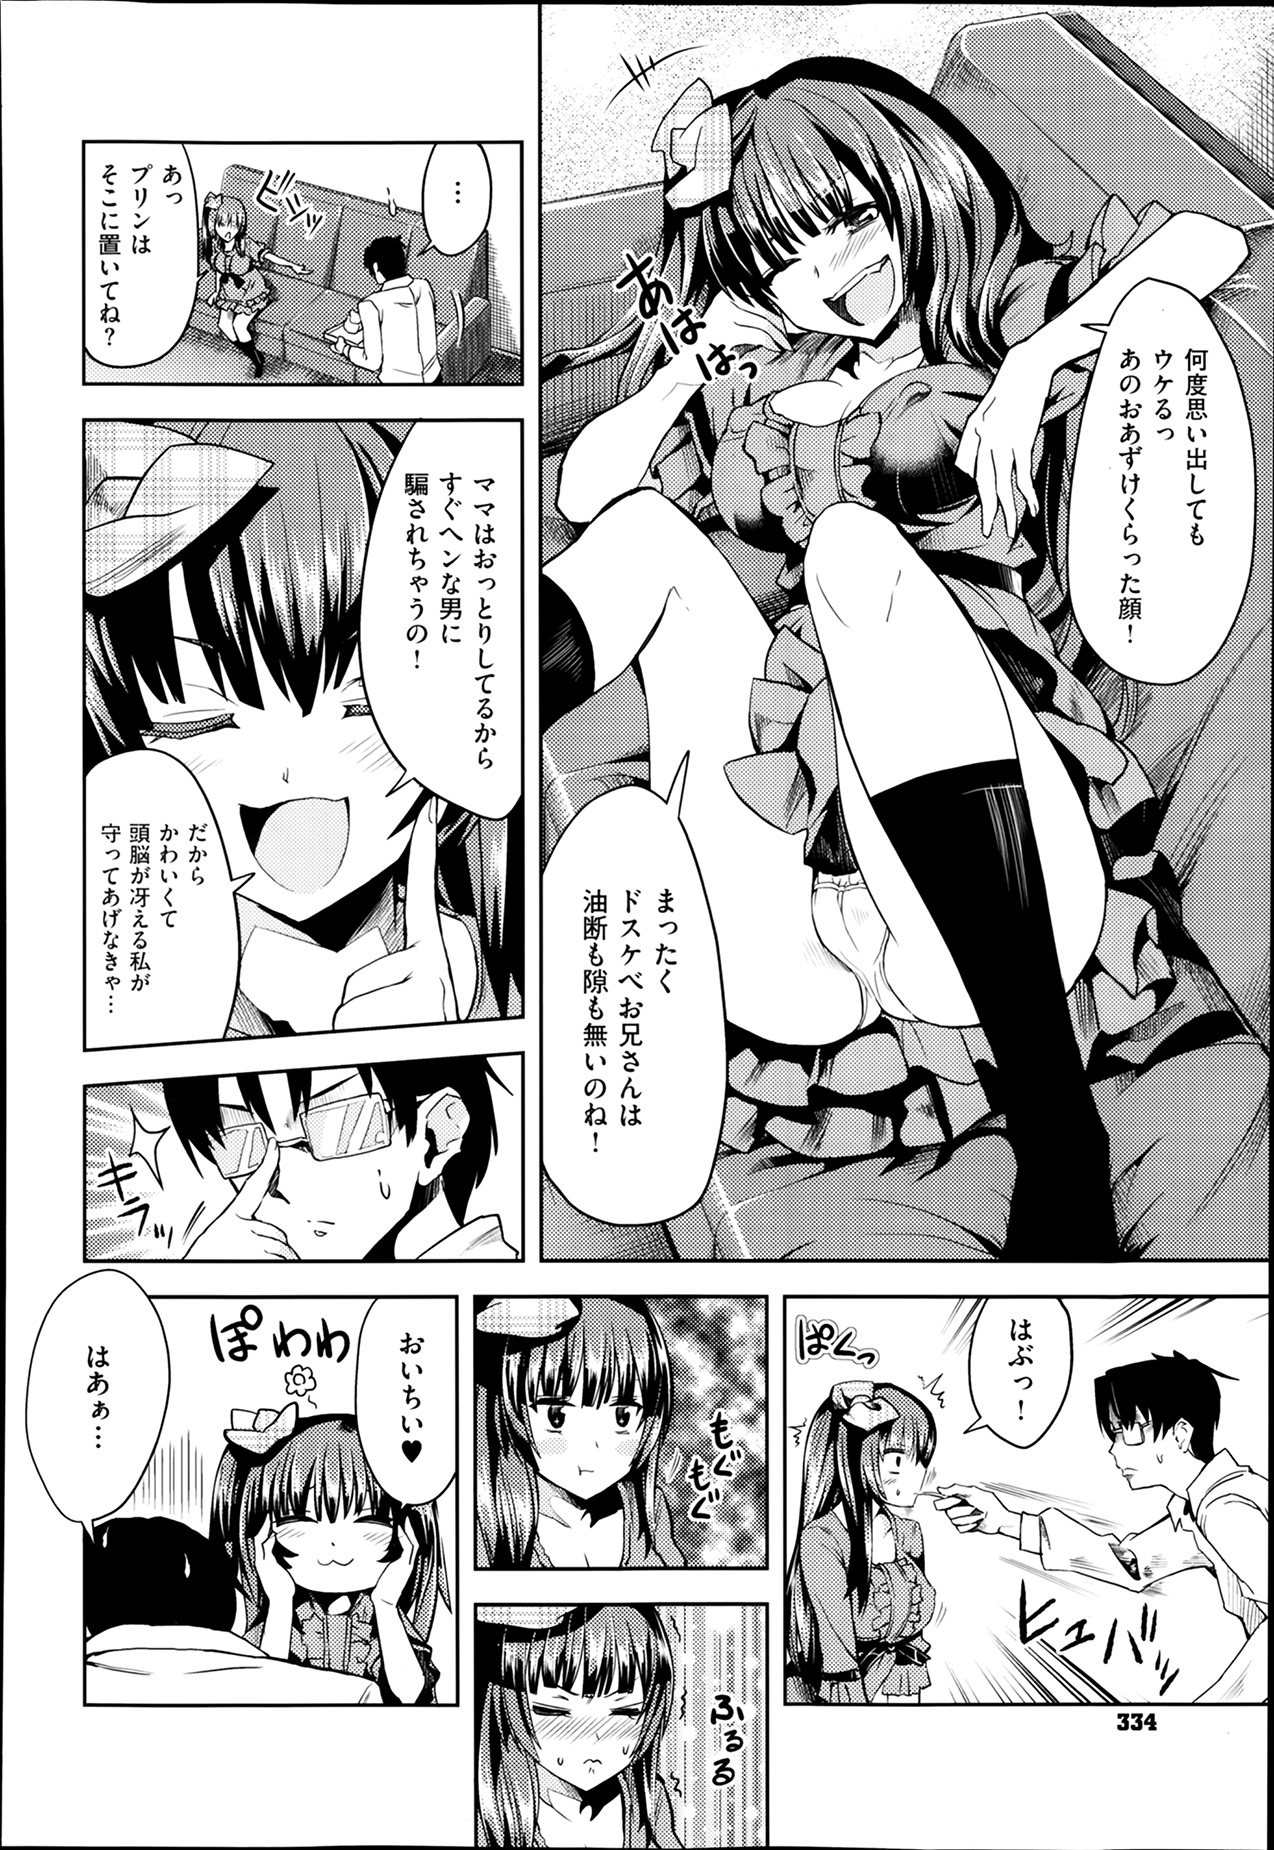 何度思い出しても
ウケるっ
あのおあずけくらった顔！
あははっ
まったく
ドスケベお兄さんは
油断も隙も無いのね！
…
ビシッ
あっ
プリンは
そこに置いてね？
ママはおっとりしてるから
すぐヘンな男に
騙されちゃうの！
だから
かわいくて
頭脳が冴える私が
守ってあげなきゃ…
キラッ
はぶっ！
ぱくっ
ヒュバッ
もぐもぐ
ふるる
おいちい♥
ぽわわ
はあぁ…
334